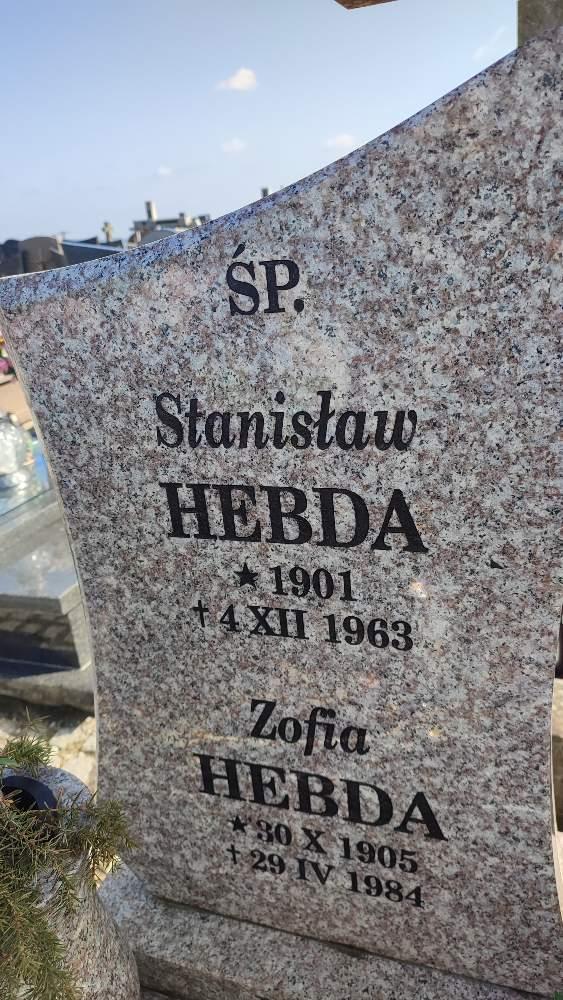 ŚP.
Stanisław
HEBDA
★ 1901
† 4 XII 1963
Zofia
HEBDA
★ 30 X 1905
† 29 IV 1984